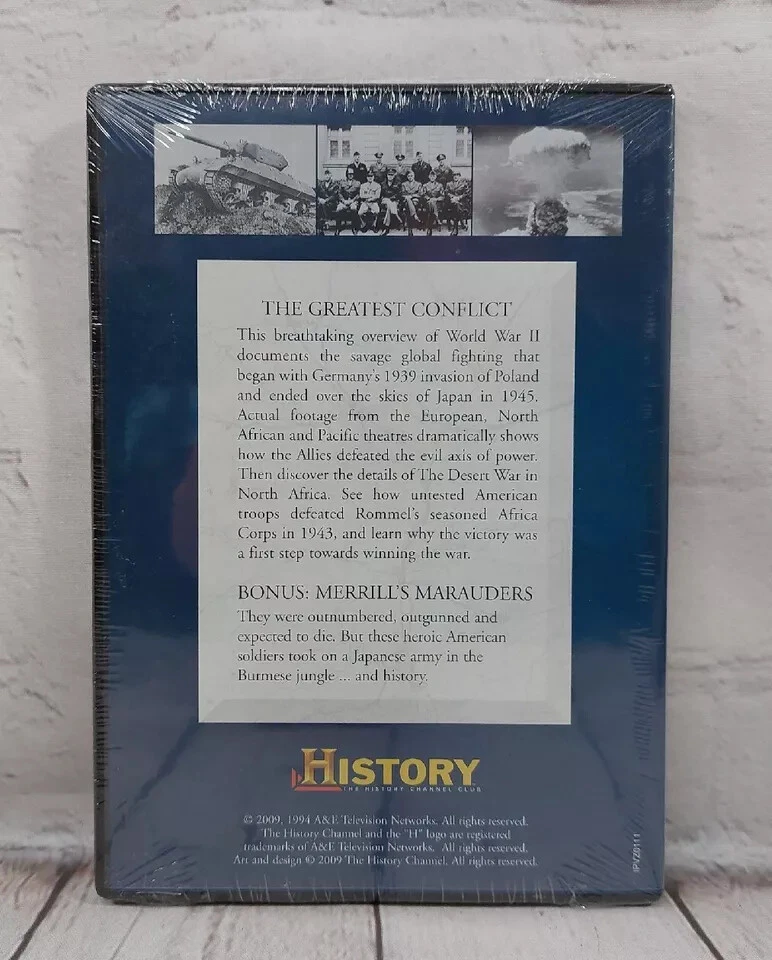 THE GREATEST CONFLICT
This breathtaking overview of World War II
documents the savage global fighting that
began with Germany's 1939 invasion of Poland
and ended over the skies of Japan in 1945.
Actual footage from the European, North
African and Pacific theatres dramatically shows
how the Allies defeated the evil axis of power.
Then discover the details of The Desert War in
North Africa. See how untested American
troops defeated Rommel's seasoned Africa
Corps in 1943, and learn why the victory was
a first step towards winning the war.
BONUS: MERRILL'S MARAUDERS
They were outnumbered, outgunned and
expected to die. But these heroic American
soldiers took on a Japanese army in the
Burmese jungle ... and history.
HISTORY
THE HISTORY CHANNEL CLUB
© 2009, 1994 A&E Television Networks. All rights reserved.
The History Channel and the "H" logo are registered
trademarks of A&E Television Networks. All rights reserved.
Art and design © 2009 The History Channel. All rights reserved.